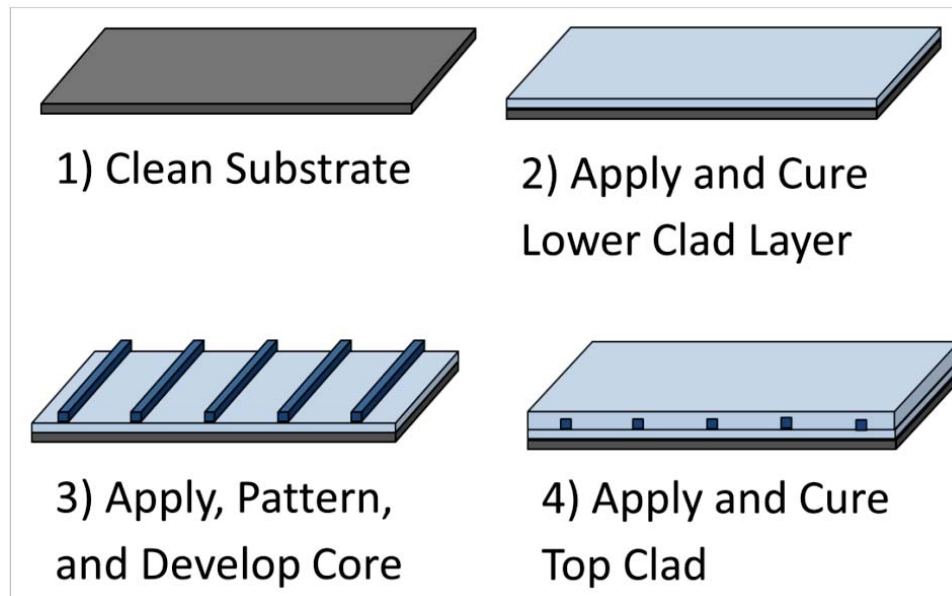 1) Clean Substrate
2) Apply and Cure
Lower Clad Layer
3) Apply, Pattern,
and Develop Core
4) Apply and Cure
Top Clad